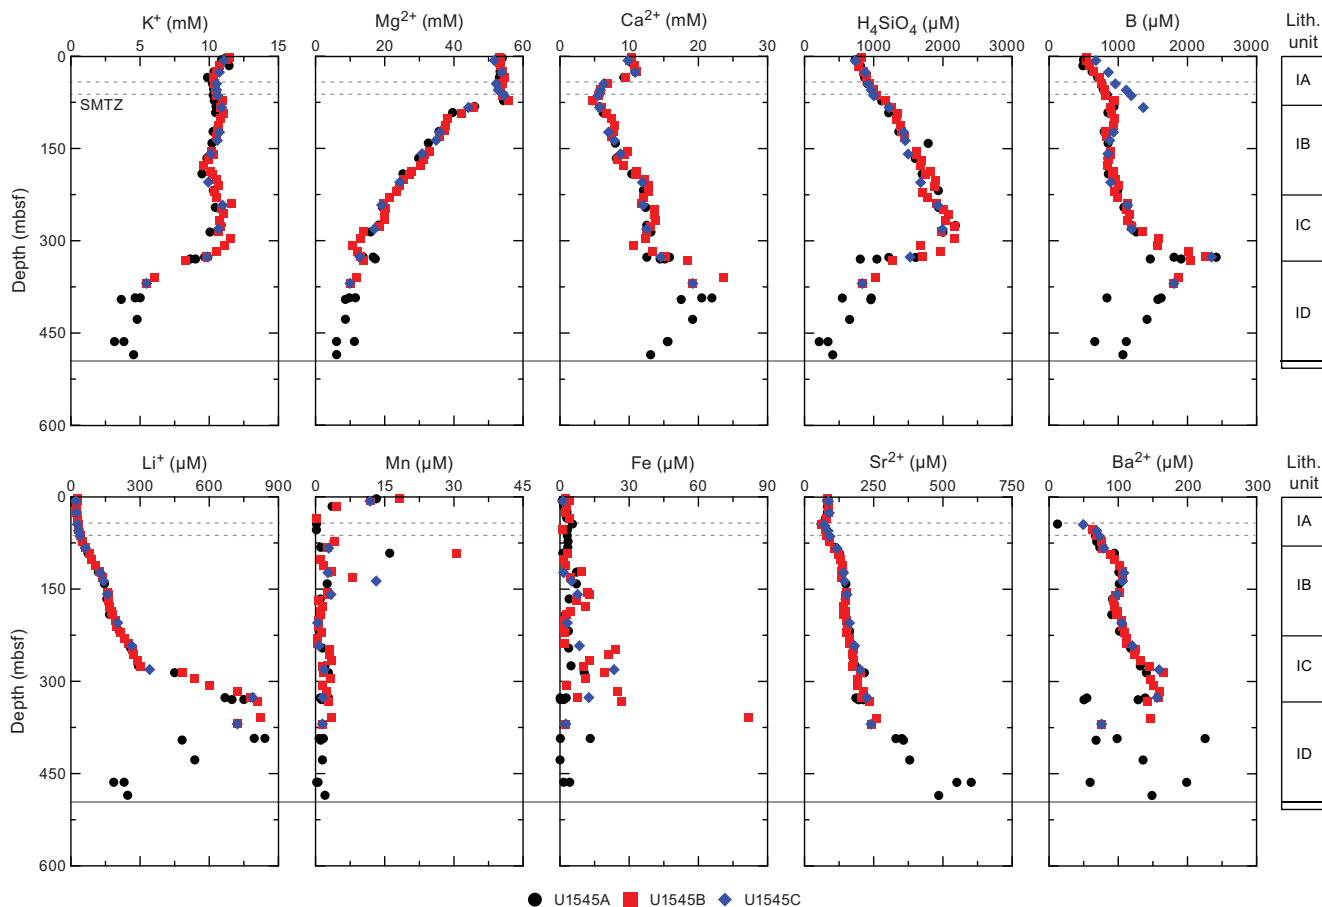 K⁺ (mM) Mg²⁺ (mM) Ca²⁺ (mM) H₄SiO₄ (µM) B (µM) Lith. unit
0 5 10 15 0 20 40 60 0 10 20 30 0 1000 2000 3000 0 1000 2000 3000
0
150
300
450
600
Depth (mbsf)
SMTZ
IA
IB
IC
ID
Li⁺ (µM) Mn (µM) Fe (µM) Sr²⁺ (µM) Ba²⁺ (µM) Lith. unit
0 300 600 900 0 15 30 45 0 30 60 90 0 250 500 750 0 100 200 300
0
150
300
450
600
Depth (mbsf)
IA
IB
IC
ID
U1545A U1545B U1545C